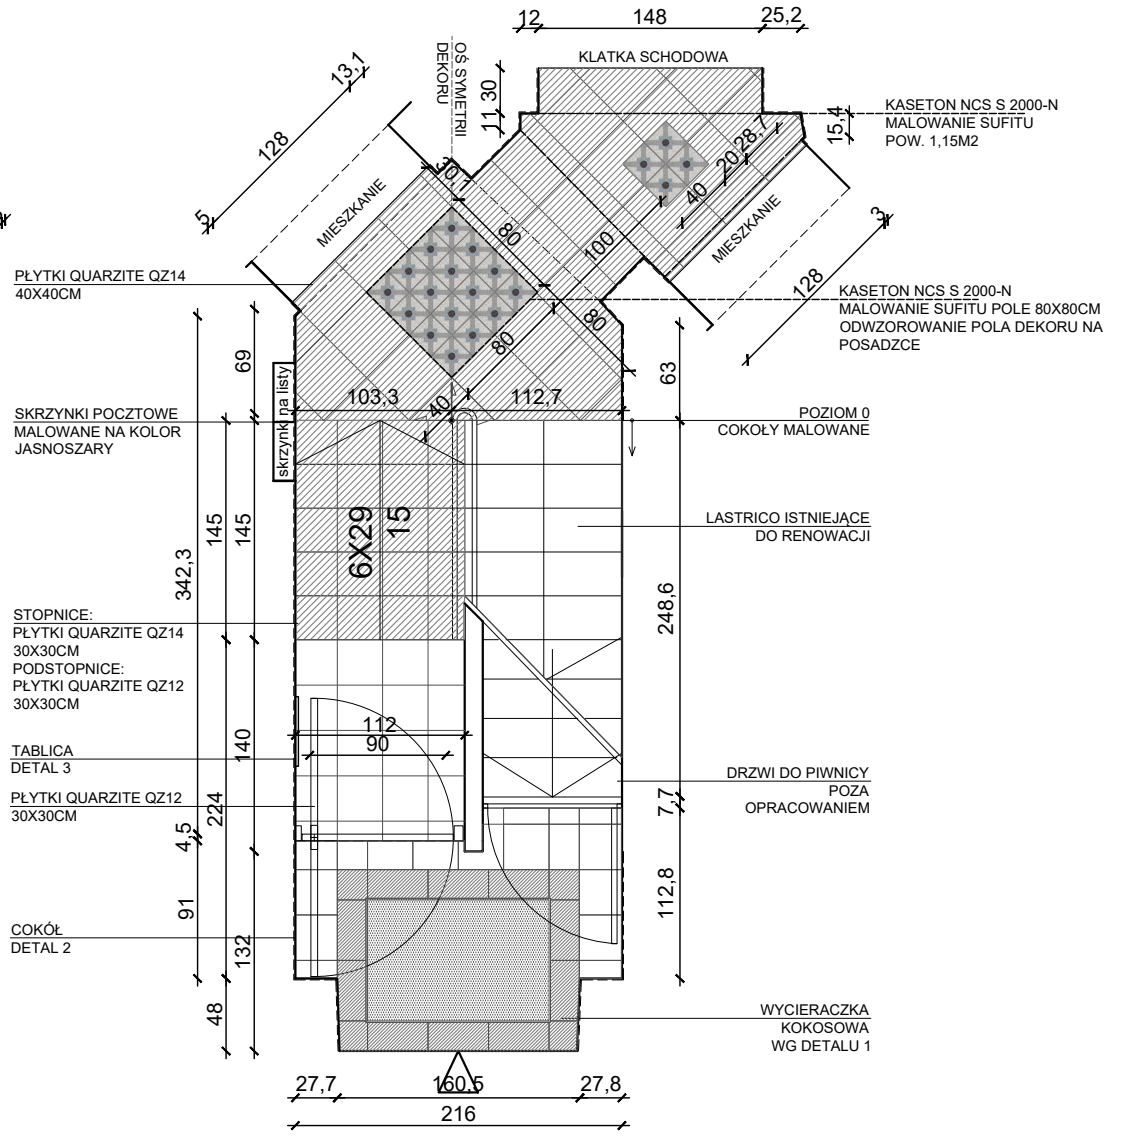 12
148
25,2
KLATKA SCHODOWA
13,1
128
5
OŚ SYMETRII
DEKORU
30
11
KASETON NCS S 2000-N
MALOWANIE SUFITU
POW. 1,15M2
15,4
28,7
20
40
30,1
MIESZKANIE
MIESZKANIE
80
100
3
128
PŁYTKI QUARZITE QZ14
40X40CM
KASETON NCS S 2000-N
MALOWANIE SUFITU POLE 80X80CM
ODWZOROWANIE POLA DEKORU NA
POSADZCE
80
80
69
63
103,3
40
112,7
skrzynki na listy
SKRZYNKI POCZTOWE
MALOWANE NA KOLOR
JASNOSZARY
POZIOM 0
COKOŁY MALOWANE
6X29
15
145
145
342,3
LASTRICO ISTNIEJĄCE
DO RENOWACJI
248,6
STOPNICE:
PŁYTKI QUARZITE QZ14
30X30CM
PODSTOPNICE:
PŁYTKI QUARZITE QZ12
30X30CM
112
90
140
TABLICA
DETAL 3
DRZWI DO PIWNICY
POZA
OPRACOWANIEM
PŁYTKI QUARZITE QZ12
30X30CM
224
4,5
7,7
112,8
91
132
COKÓŁ
DETAL 2
48
WYCIERACZKA
KOKOSOWA
WG DETALU 1
27,7
160,5
27,8
216